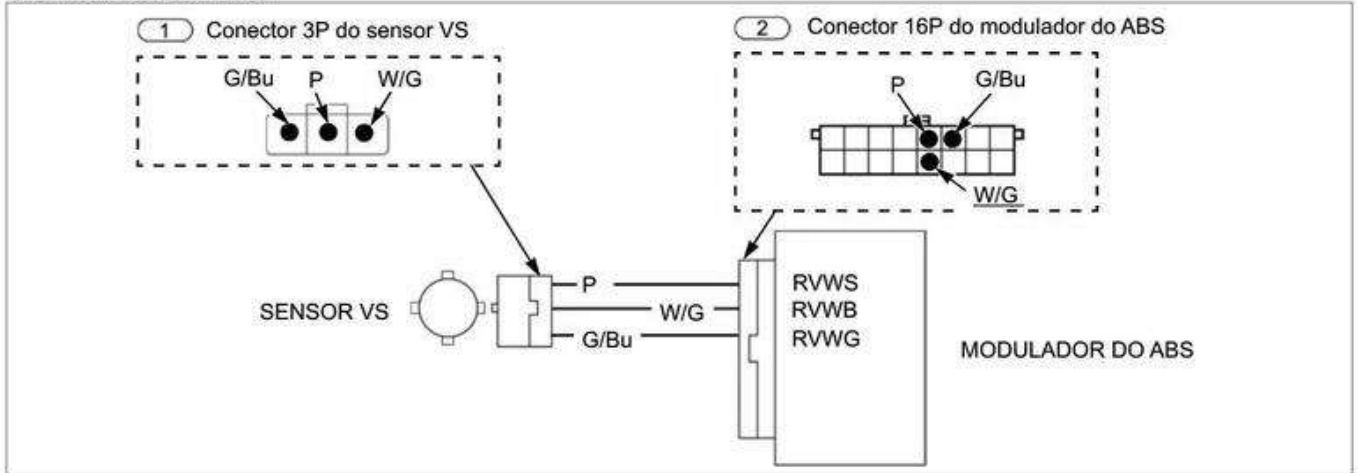 1 Conector 3P do sensor VS
G/Bu P W/G
2 Conector 16P do modulador do ABS
P G/Bu
W/G
SENSOR VS
P
W/G
G/Bu
RVWS
RVWB
RVWG
MODULADOR DO ABS